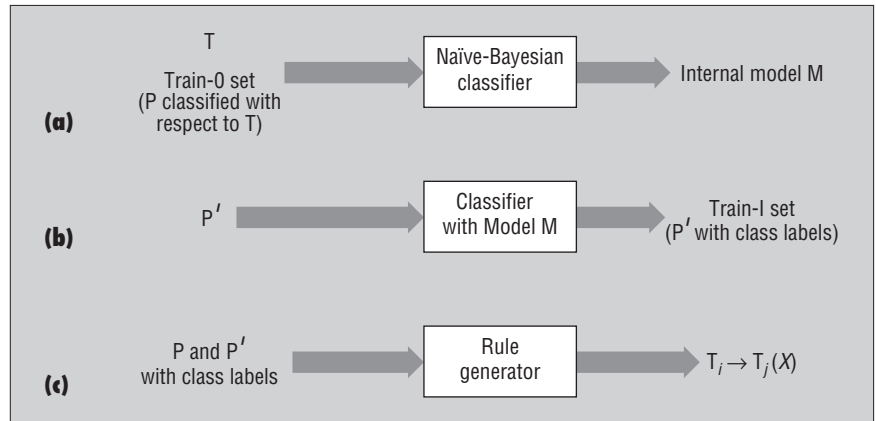 T
Train-0 set
(P classified with
respect to T)
Naïve-Bayesian
classifier
Internal model M
(a)
P′
Classifier
with Model M
Train-I set
(P′ with class labels)
(b)
P and P′
with class labels
Rule
generator
Tᵢ → Tⱼ(X)
(c)